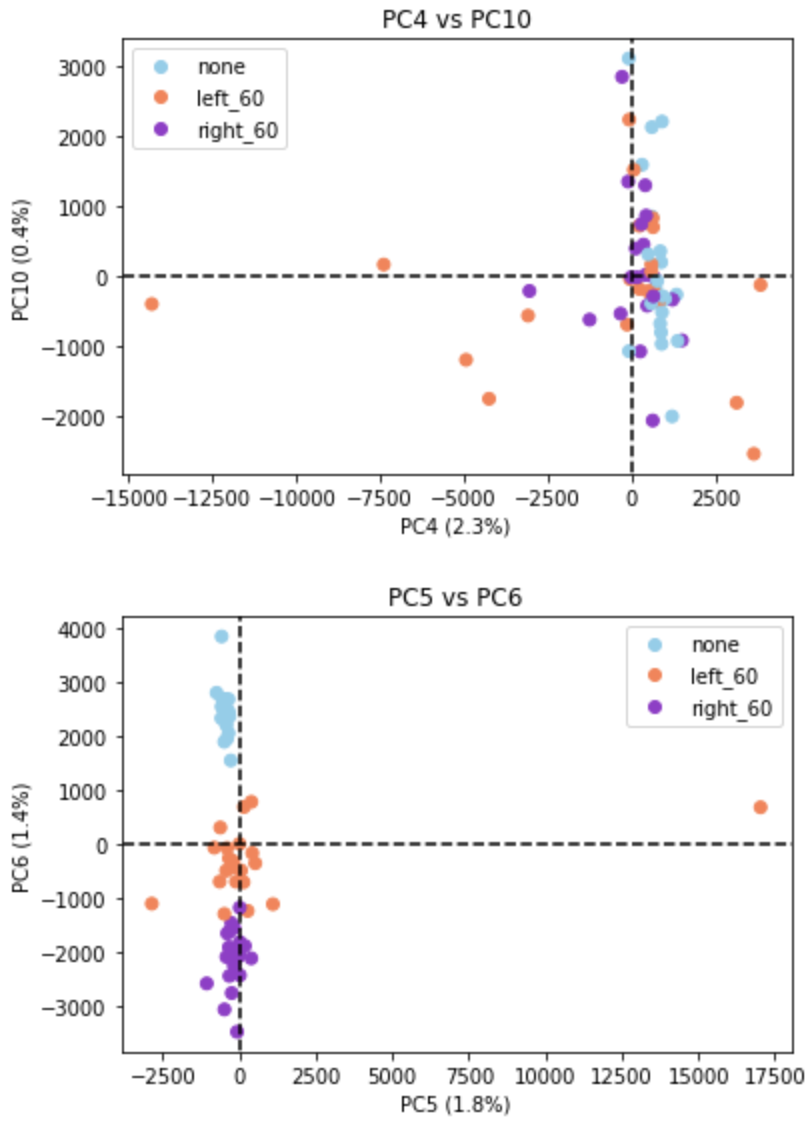 PC4 vs PC10
3000
2000
1000
0
−1000
−2000
PC10 (0.4%)
none
left_60
right_60
−15000 −12500 −10000 −7500 −5000 −2500 0 2500
PC4 (2.3%)
PC5 vs PC6
4000
3000
2000
1000
0
−1000
−2000
−3000
PC6 (1.4%)
none
left_60
right_60
−2500 0 2500 5000 7500 10000 12500 15000 17500
PC5 (1.8%)